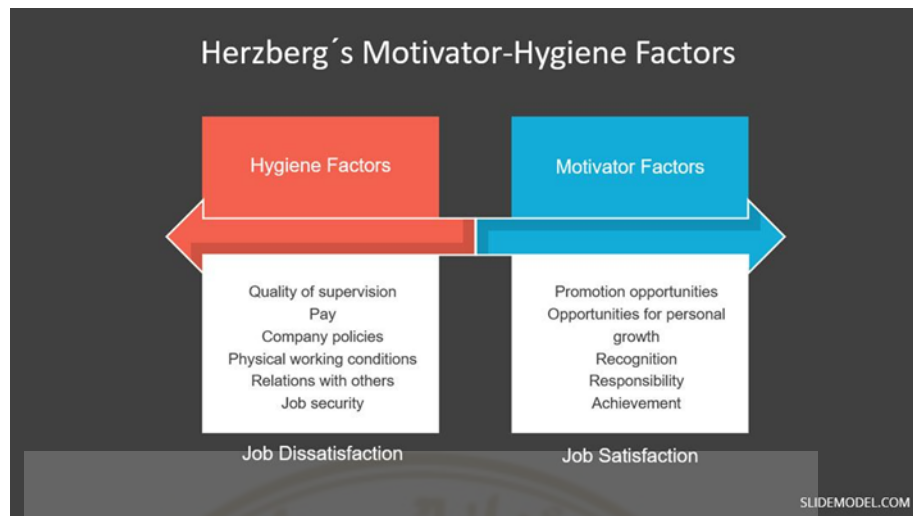 Herzberg´s Motivator-Hygiene Factors
Hygiene Factors
Quality of supervision
Pay
Company policies
Physical working conditions
Relations with others
Job security
Job Dissatisfaction
Motivator Factors
Promotion opportunities
Opportunities for personal
growth
Recognition
Responsibility
Achievement
Job Satisfaction
SLIDEMODEL.COM